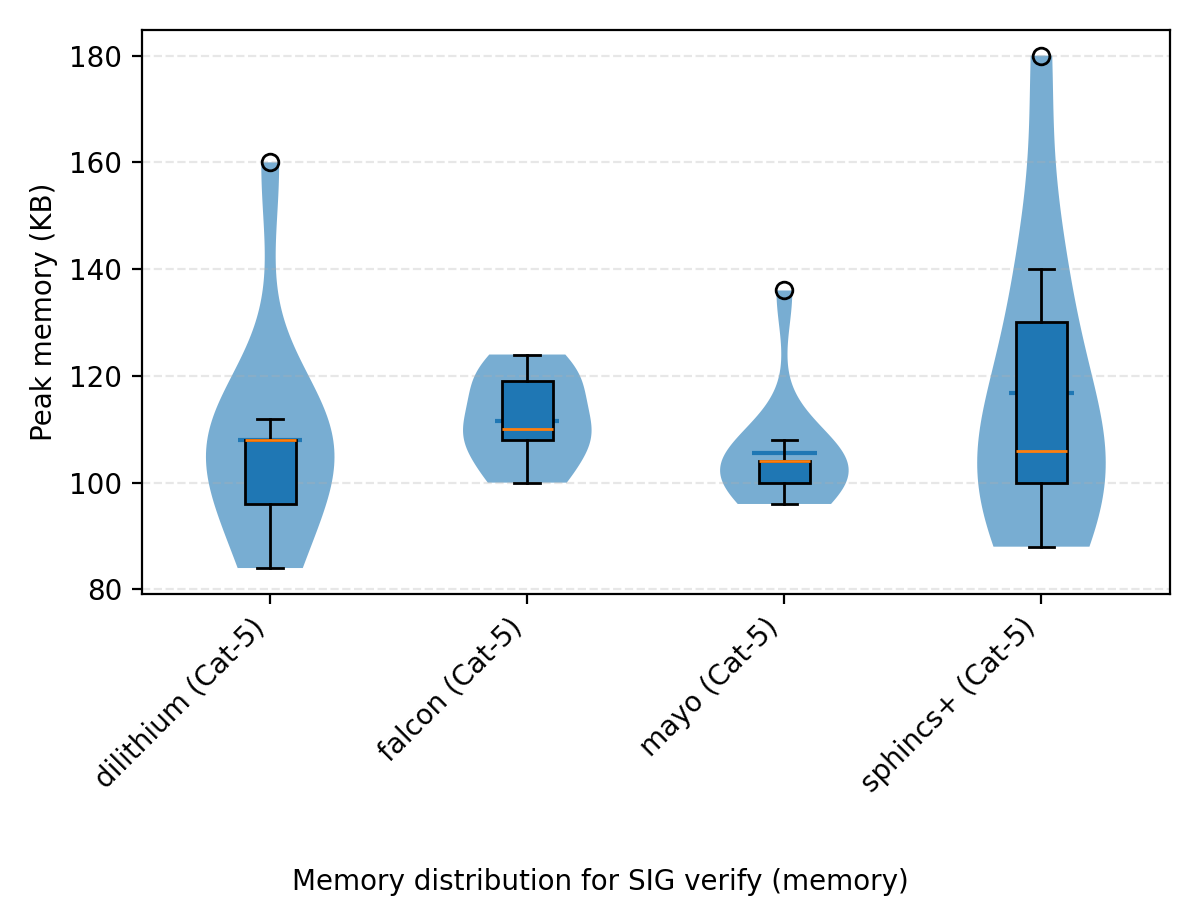 180
160
140
120
100
80
Peak memory (KB)
dilithium (Cat-5)
falcon (Cat-5)
mayo (Cat-5)
sphincs+ (Cat-5)
Memory distribution for SIG verify (memory)